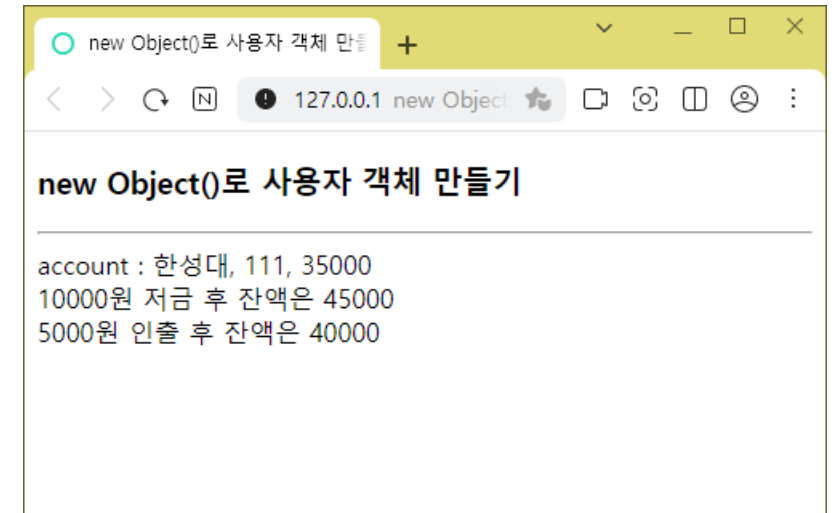 new Object()로 사용자 객체 만들
127.0.0.1 new Object
new Object()로 사용자 객체 만들기
account : 한성대, 111, 35000
10000원 저금 후 잔액은 45000
5000원 인출 후 잔액은 40000